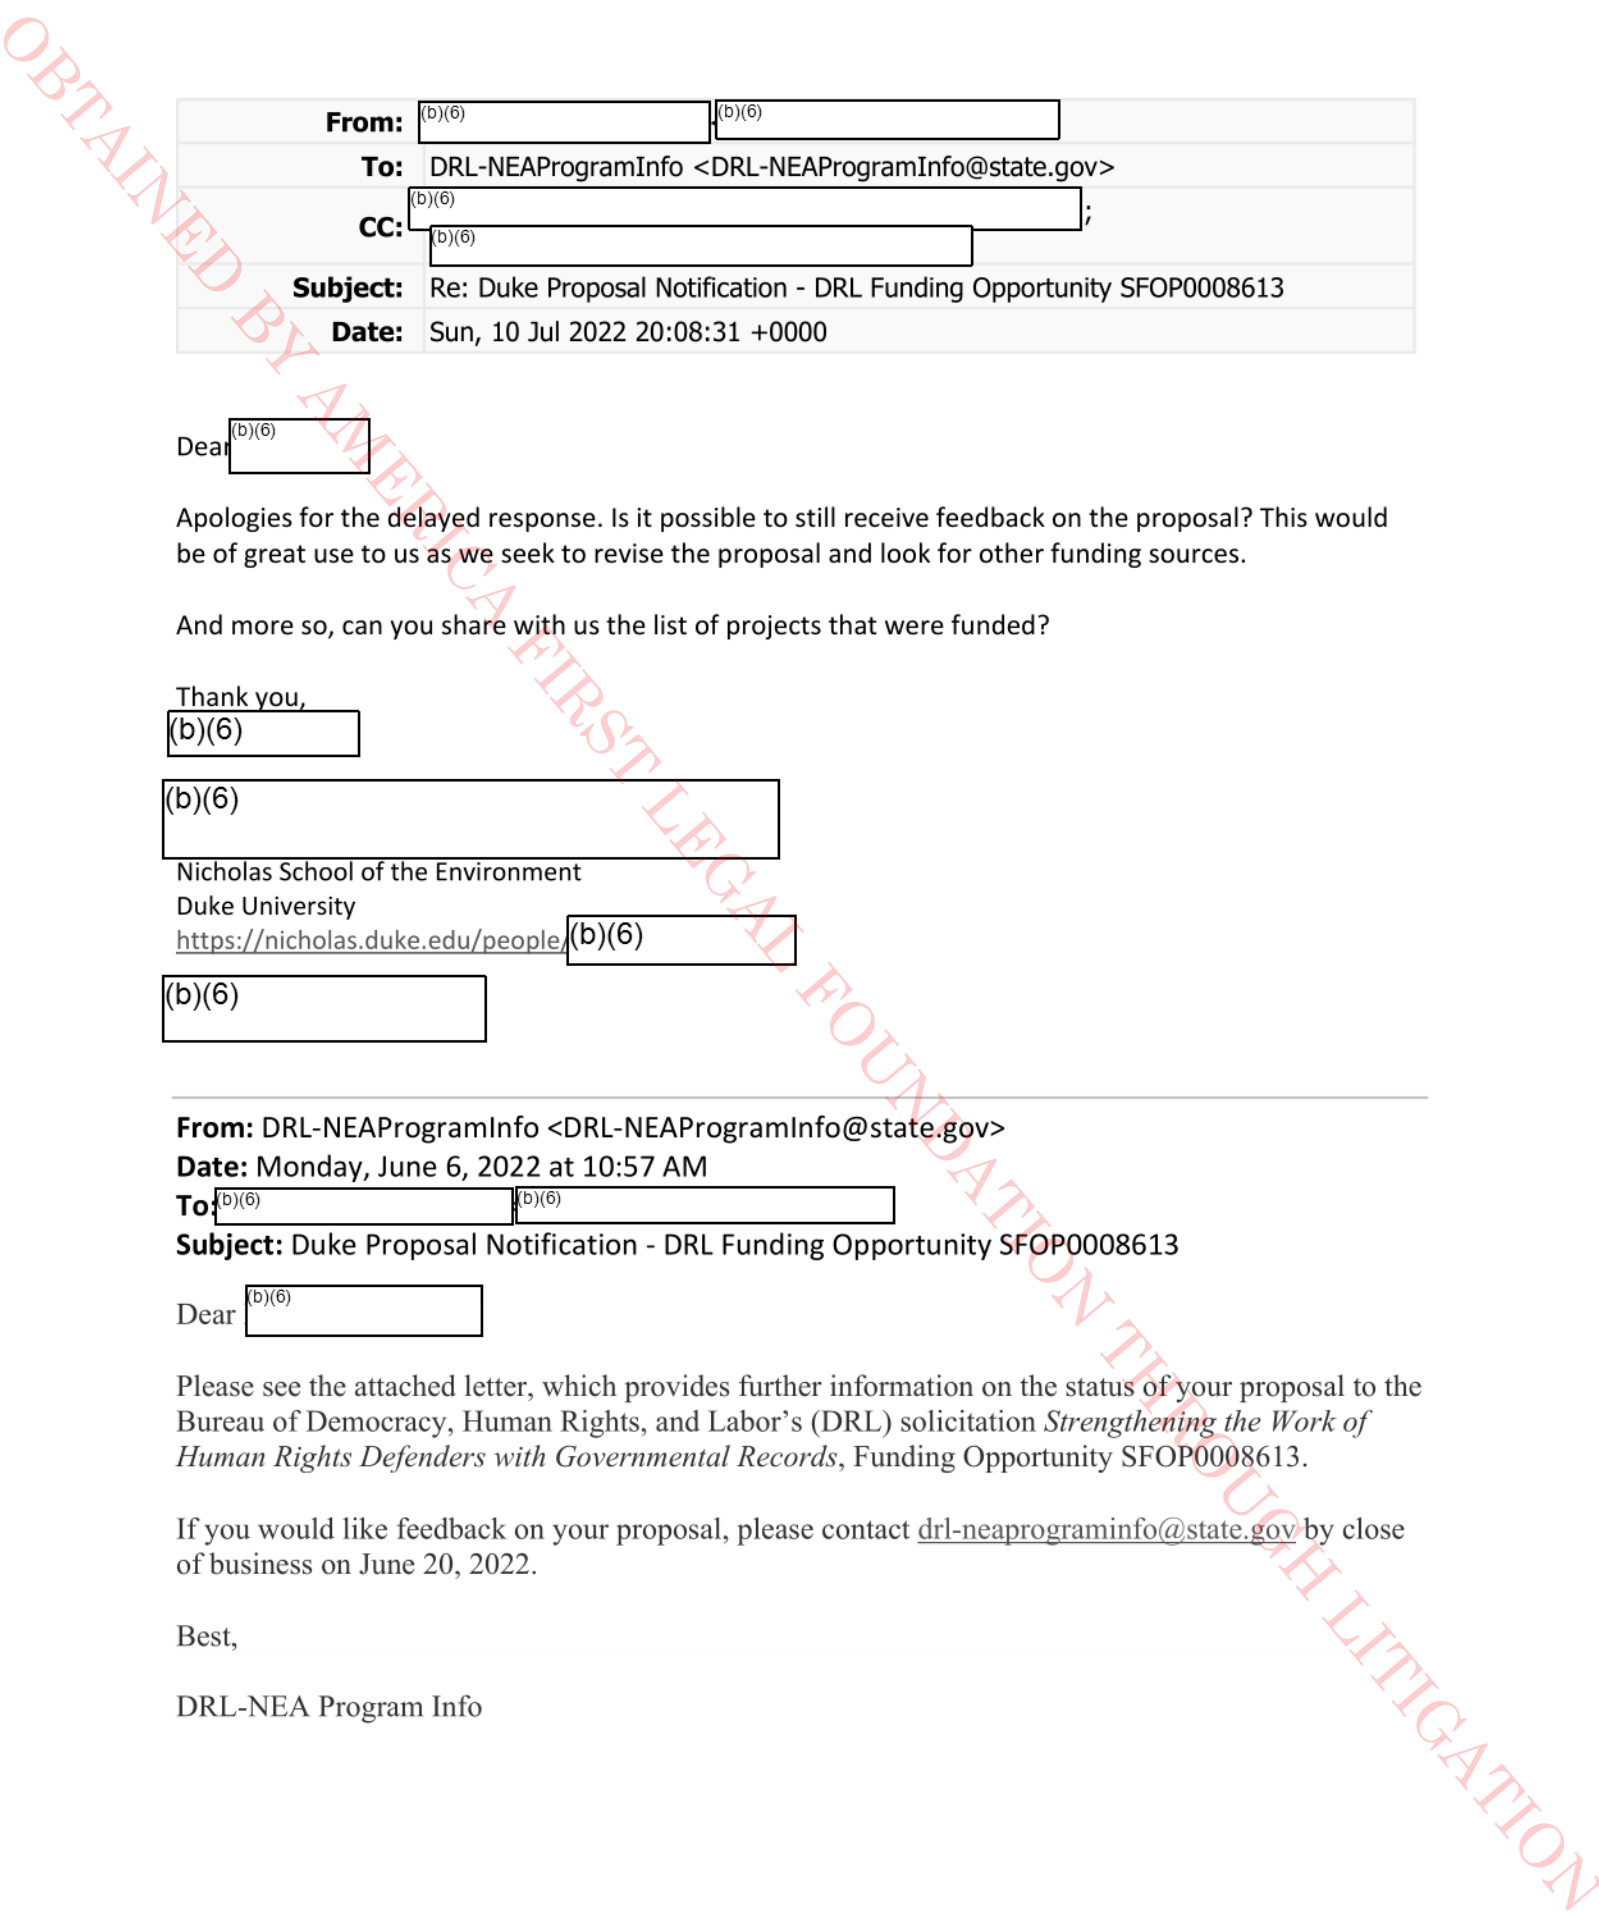 OBTAINED BY AMERICA FIRST LEGAL FOUNDATION THROUGH LITIGATION
From: (b)(6) (b)(6)
To: DRL-NEAProgramInfo <DRL-NEAProgramInfo@state.gov>
CC: (b)(6) ;
(b)(6)
Subject: Re: Duke Proposal Notification - DRL Funding Opportunity SFOP0008613
Date: Sun, 10 Jul 2022 20:08:31 +0000
Dear (b)(6)
Apologies for the delayed response. Is it possible to still receive feedback on the proposal? This would
be of great use to us as we seek to revise the proposal and look for other funding sources.
And more so, can you share with us the list of projects that were funded?
Thank you,
(b)(6)
(b)(6)
Nicholas School of the Environment
Duke University
https://nicholas.duke.edu/people/ (b)(6)
(b)(6)
From: DRL-NEAProgramInfo <DRL-NEAProgramInfo@state.gov>
Date: Monday, June 6, 2022 at 10:57 AM
To: (b)(6) (b)(6)
Subject: Duke Proposal Notification - DRL Funding Opportunity SFOP0008613
Dear (b)(6)
Please see the attached letter, which provides further information on the status of your proposal to the
Bureau of Democracy, Human Rights, and Labor’s (DRL) solicitation Strengthening the Work of
Human Rights Defenders with Governmental Records, Funding Opportunity SFOP0008613.
If you would like feedback on your proposal, please contact drl-neaprograminfo@state.gov by close
of business on June 20, 2022.
Best,
DRL-NEA Program Info